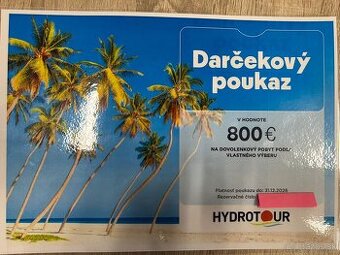 Darčekový
poukaz
V HODNOTE
800 €
NA DOVOLENKOVÝ POBYT PODĽA
VLASTNÉHO VÝBERU
Platnosť poukazu do: 31.12.2026
Rezervačné číslo:
HYDROTOUR